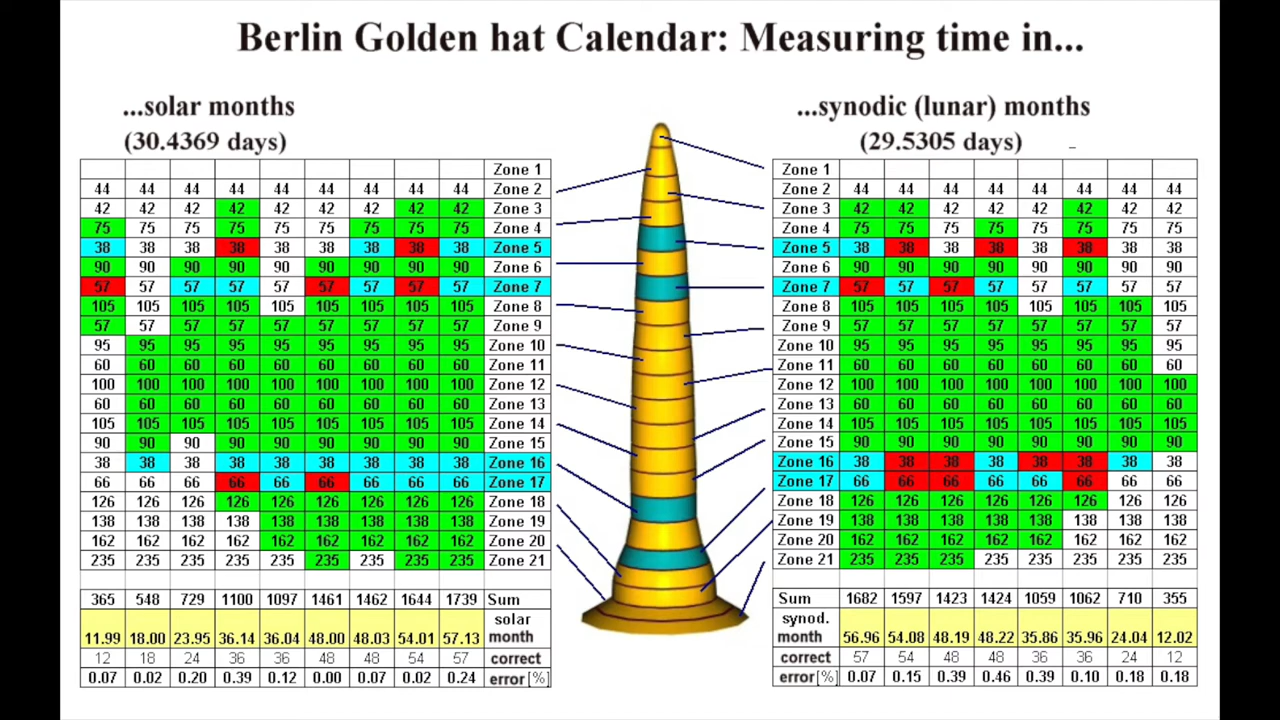 Berlin Golden hat Calendar: Measuring time in...
...solar months
(30.4369 days)
Zone 1
44 44 44 44 44 44 44 44 44 Zone 2
42 42 42 42 42 42 42 42 42 Zone 3
75 75 75 75 75 75 75 75 75 Zone 4
38 38 38 38 38 38 38 38 38 Zone 5
90 90 90 90 90 90 90 90 90 Zone 6
57 57 57 57 57 57 57 57 57 Zone 7
105 105 105 105 105 105 105 105 105 Zone 8
57 57 57 57 57 57 57 57 57 Zone 9
95 95 95 95 95 95 95 95 95 Zone 10
60 60 60 60 60 60 60 60 60 Zone 11
100 100 100 100 100 100 100 100 100 Zone 12
60 60 60 60 60 60 60 60 60 Zone 13
105 105 105 105 105 105 105 105 105 Zone 14
90 90 90 90 90 90 90 90 90 Zone 15
38 38 38 38 38 38 38 38 38 Zone 16
66 66 66 66 66 66 66 66 66 Zone 17
126 126 126 126 126 126 126 126 126 Zone 18
138 138 138 138 138 138 138 138 138 Zone 19
162 162 162 162 162 162 162 162 162 Zone 20
235 235 235 235 235 235 235 235 235 Zone 21
365 548 729 1100 1097 1461 1462 1644 1739 Sum
solar
11.99 18.00 23.95 36.14 36.04 48.00 48.03 54.01 57.13 month
12 18 24 36 36 48 48 54 57 correct
0.07 0.02 0.20 0.39 0.12 0.00 0.07 0.02 0.24 error[%]
...synodic (lunar) months
(29.5305 days)
Zone 1
Zone 2 44 44 44 44 44 44 44 44
Zone 3 42 42 42 42 42 42 42 42
Zone 4 75 75 75 75 75 75 75 75
Zone 5 38 38 38 38 38 38 38 38
Zone 6 90 90 90 90 90 90 90 90
Zone 7 57 57 57 57 57 57 57 57
Zone 8 105 105 105 105 105 105 105 105
Zone 9 57 57 57 57 57 57 57 57
Zone 10 95 95 95 95 95 95 95 95
Zone 11 60 60 60 60 60 60 60 60
Zone 12 100 100 100 100 100 100 100 100
Zone 13 60 60 60 60 60 60 60 60
Zone 14 105 105 105 105 105 105 105 105
Zone 15 90 90 90 90 90 90 90 90
Zone 16 38 38 38 38 38 38 38 38
Zone 17 66 66 66 66 66 66 66 66
Zone 18 126 126 126 126 126 126 126 126
Zone 19 138 138 138 138 138 138 138 138
Zone 20 162 162 162 162 162 162 162 162
Zone 21 235 235 235 235 235 235 235 235
Sum 1682 1597 1423 1424 1059 1062 710 355
synod.
month 56.96 54.08 48.19 48.22 35.86 35.96 24.04 12.02
correct 57 54 48 48 36 36 24 12
error[%] 0.07 0.15 0.39 0.46 0.39 0.10 0.18 0.18